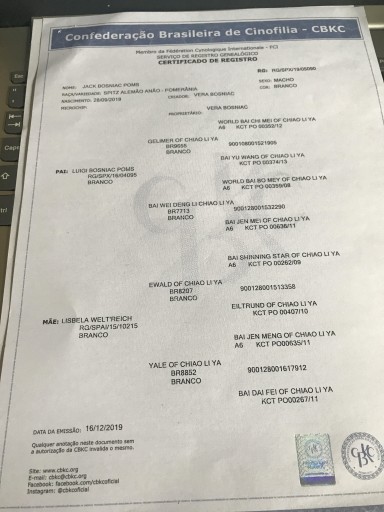 Confederação Brasileira de Cinofilia - CBKC
Membro da Fédération Cynologique Internationale - FCI
SERVIÇO DE REGISTRO GENEALÓGICO
CERTIFICADO DE REGISTRO
RG: RG/SPX/19/06090
NOME: JACK BOSNIAC POMS
SEXO: MACHO
RAÇA/VARIEDADE: SPITZ ALEMÃO ANÃO - POMERÂNIA
COR: BRANCO
NASCIMENTO: 28/09/2019
CRIADOR: VERA BOSNIAC
MICROCHIP:
PROPRIETÁRIO: VERA BOSNIAC
WORLD BAI CHI MEI OF CHIAO LI YA
A6 KCT PO 00352/12
GELIMER OF CHIAO LI YA
BR9655
BRANCO
900108001521905
BAI YU WANG OF CHIAO LI YA
KCT PO 00374/13
PAI: LUIGI BOSNIAC POMS
RG/SPX/18/04095
BRANCO
WORLD BAI BO MEY OF CHIAO LI YA
A6 KCT PO 00359/08
BAI WEI DENG LI CHIAO LI YA
BR7713
BRANCO
900128001532290
BAI JEN MEI OF CHIAO LI YA
A6 KCT PO 00636/11
BAI SHINNING STAR OF CHIAO LI YA
A6 KCT PO 00262/09
EWALD OF CHIAO LI YA
BR8207
BRANCO
900128001513358
EILTRUND OF CHIAO LI YA
KCT PO 00407/10
MÃE: LISBELA WELT'REICH
RG/SPA/15/10215
BRANCO
BAI JEN MENG OF CHIAO LI YA
A6 KCT PO00635/11
YALE OF CHIAO LI YA
BR8852
BRANCO
900128001617912
BAI DAI FEI OF CHIAO LI YA
KCT PO00267/11
DATA DA EMISSÃO: 16/12/2019
Qualquer anotação neste documento sem
a autorização da CBKC invalida o mesmo.
Site: www.cbkc.org
E-mail: cbkc@cbkc.org
Facebook: facebook.com/cbkcoficial
Instagram: @cbkcoficial